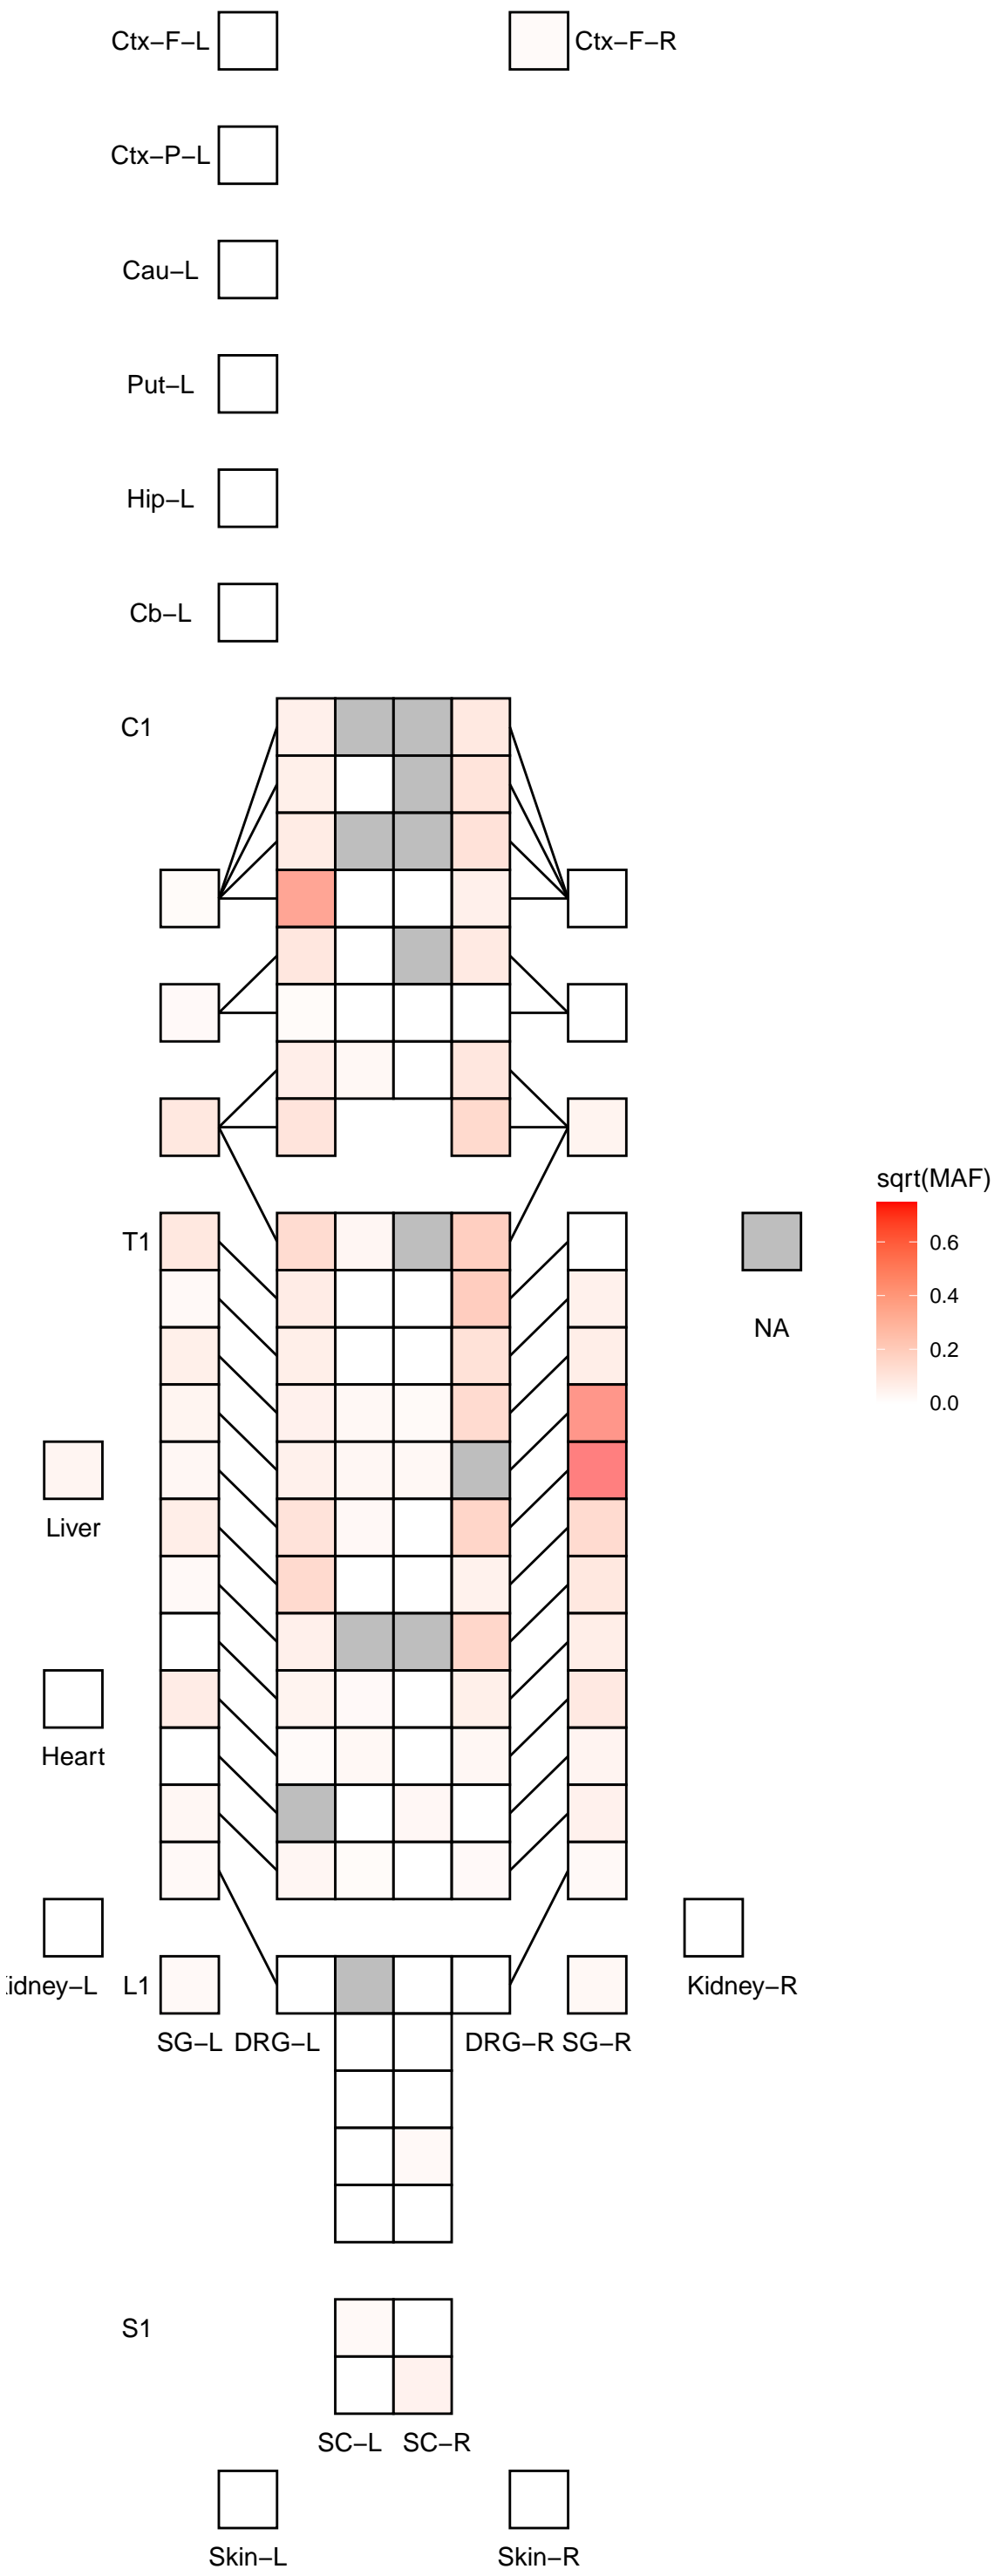 Ctx−F−L
Ctx−F−R
Ctx−P−L
Cau−L
Put−L
Hip−L
Cb−L
C1
sqrt(MAF)
T1
0.6
0.4
NA
0.2
0.0
Liver
Heart
idney−L
L1
Kidney−R
SG−L
DRG−L
DRG−R
SG−R
S1
SC−L
SC−R
Skin−L
Skin−R